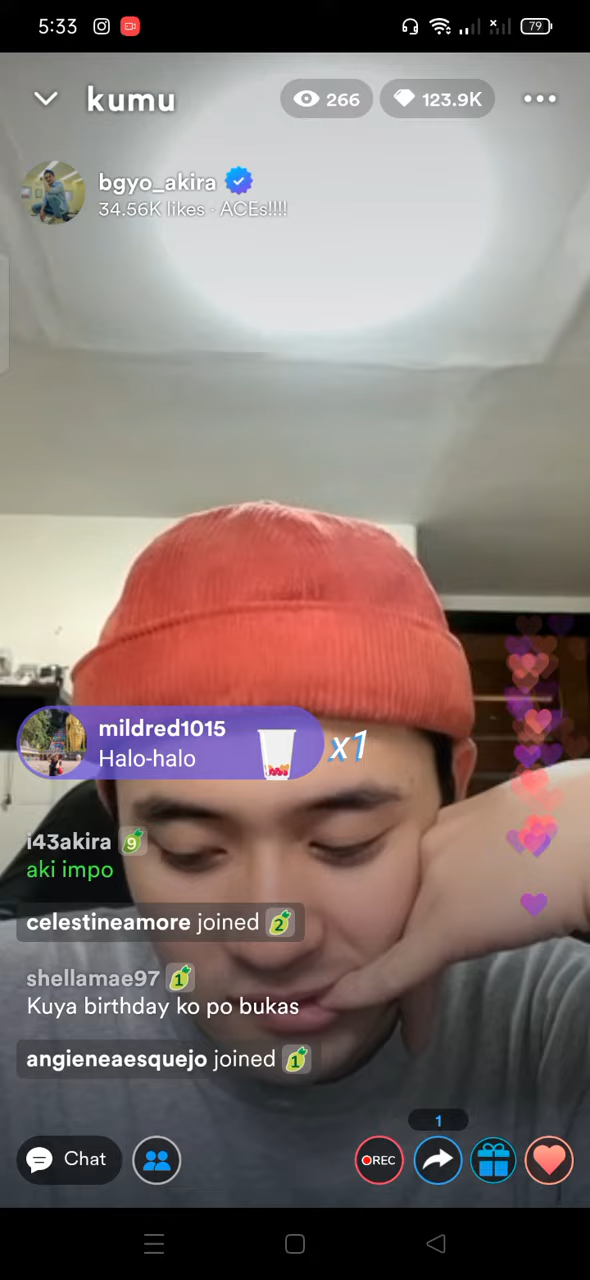 5:33
79
kumu
266
123.9K
bgyo_akira
34.56K likes · ACEs!!!!
mildred1015
Halo-halo
x1
i43akira 9
aki impo
celestineamore joined 2
shellamae97 1
Kuya birthday ko po bukas
angieneaesquejo joined 1
1
Chat
REC